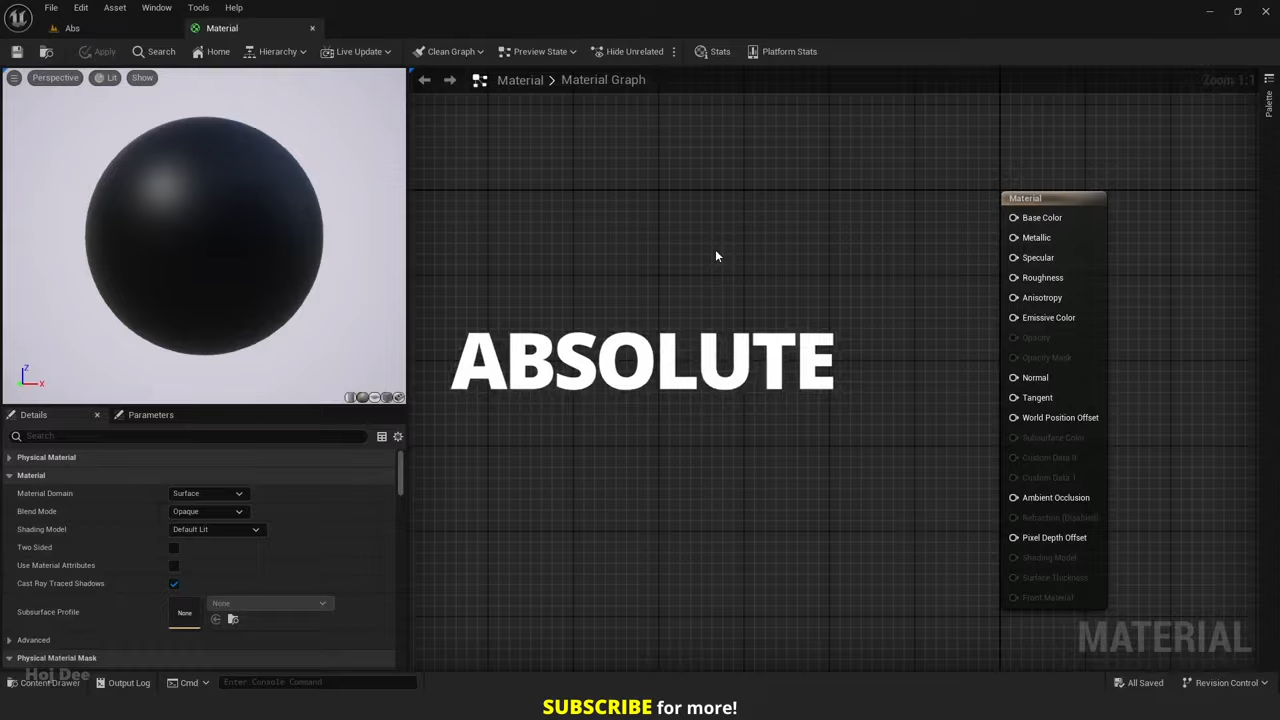 File Edit Asset Window Tools Help
Abs Material
Apply Search Home Hierarchy Live Update Clean Graph Preview State Hide Unrelated Stats Platform Stats
Perspective Lit Show
Material > Material Graph
Zoom 1:1
Palette
Z
X
ABSOLUTE
Material
Base Color
Metallic
Specular
Roughness
Anisotropy
Emissive Color
Opacity
Opacity Mask
Normal
Tangent
World Position Offset
Subsurface Color
Custom Data 0
Custom Data 1
Ambient Occlusion
Refraction (Disabled)
Pixel Depth Offset
Shading Model
Surface Thickness
Front Material
MATERIAL
Details Parameters
Search
Physical Material
Material
Material Domain Surface
Blend Mode Opaque
Shading Model Default Lit
Two Sided
Use Material Attributes
Cast Ray Traced Shadows
Subsurface Profile None None
Advanced
Physical Material Mask
Hoj Dee
Content Drawer Output Log Cmd Enter Console Command All Saved Revision Control
SUBSCRIBE for more!